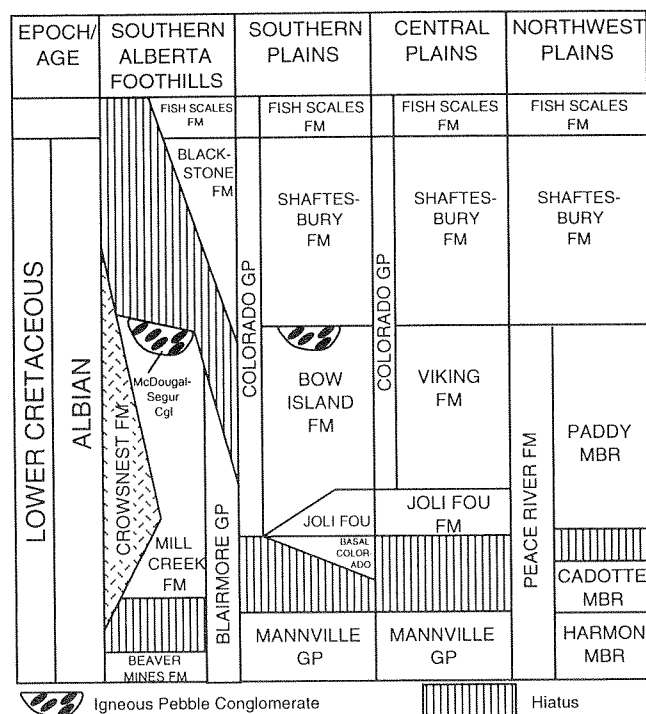 EPOCH/
AGE
SOUTHERN
ALBERTA
FOOTHILLS
SOUTHERN
PLAINS
CENTRAL
PLAINS
NORTHWEST
PLAINS
FISH SCALES
FM
FISH SCALES
FM
FISH SCALES
FM
FISH SCALES
FM
LOWER CRETACEOUS
ALBIAN
BLACK-
STONE
FM
SHAFTES-
BURY
FM
SHAFTES-
BURY
FM
SHAFTES-
BURY
FM
COLORADO GP
COLORADO GP
CROWSNEST FM
McDougal-
Segur
Cgl
BOW
ISLAND
FM
VIKING
FM
PEACE RIVER FM
PADDY
MBR
MILL
CREEK
FM
BLAIRMORE GP
JOLI FOU
JOLI FOU
FM
BASAL
COLOR
ADO
CADOTTE
MBR
BEAVER
MINES FM
MANNVILLE
GP
MANNVILLE
GP
HARMON
MBR
Igneous Pebble Conglomerate
Hiatus